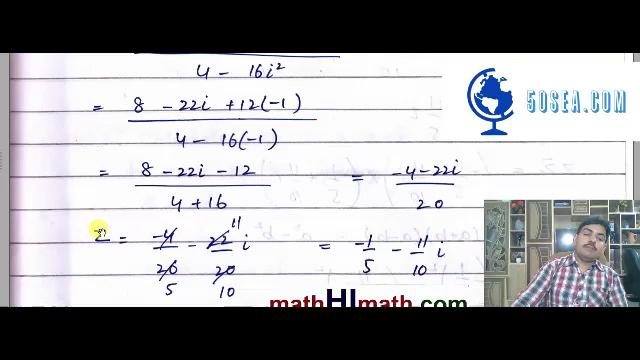 4 - 16i²
= 8 - 22i + 12(-1)
4 - 16(-1)
= 8 - 22i - 12 = -4 - 22i
4 + 16 20
z = -4 - 22 11 i = -1 - 11 i
20 20 5 10
5 10
mathHImath.com
5OSEA.COM